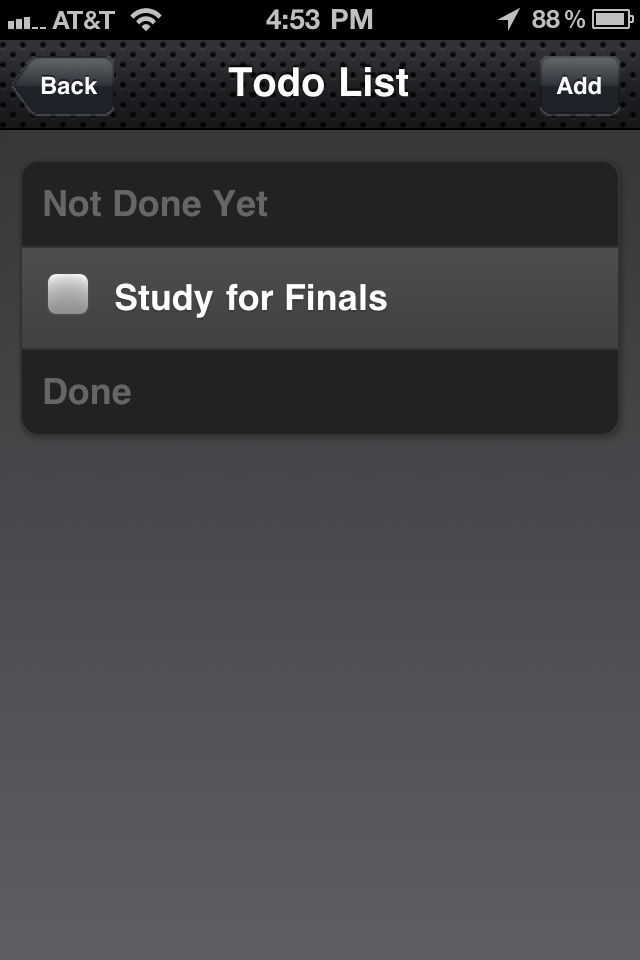 AT&T 4:53 PM 88%
Back Todo List Add
Not Done Yet
Study for Finals
Done